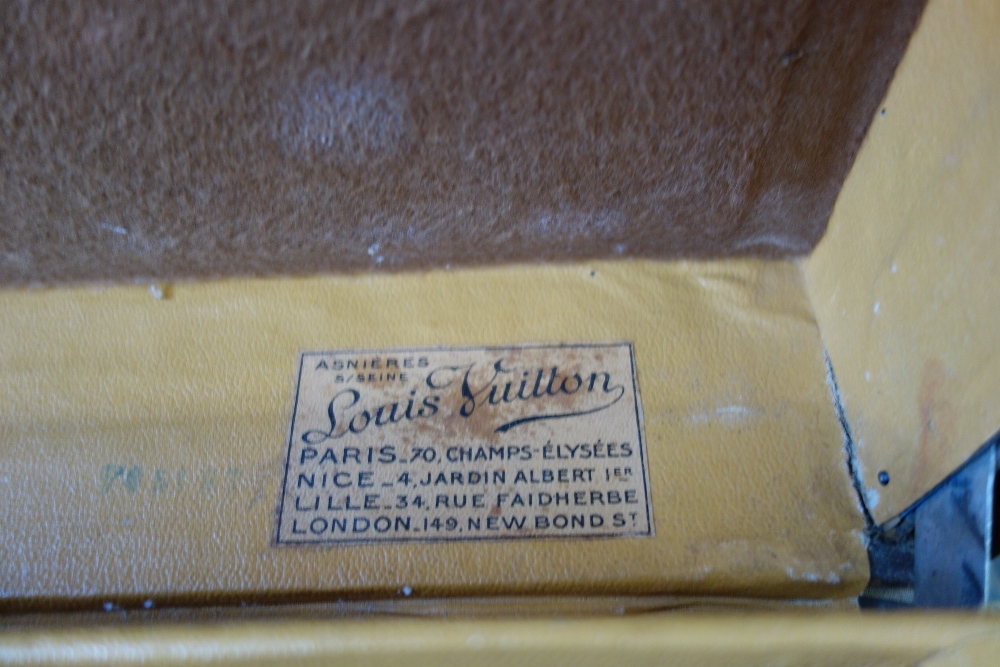 ASNIÈRES
S/SEINE
Louis Vuitton
PARIS_70, CHAMPS-ÉLYSÉES
NICE_4, JARDIN ALBERT 1ER
LILLE_34, RUE FAIDHERBE
LONDON_149, NEW BOND ST